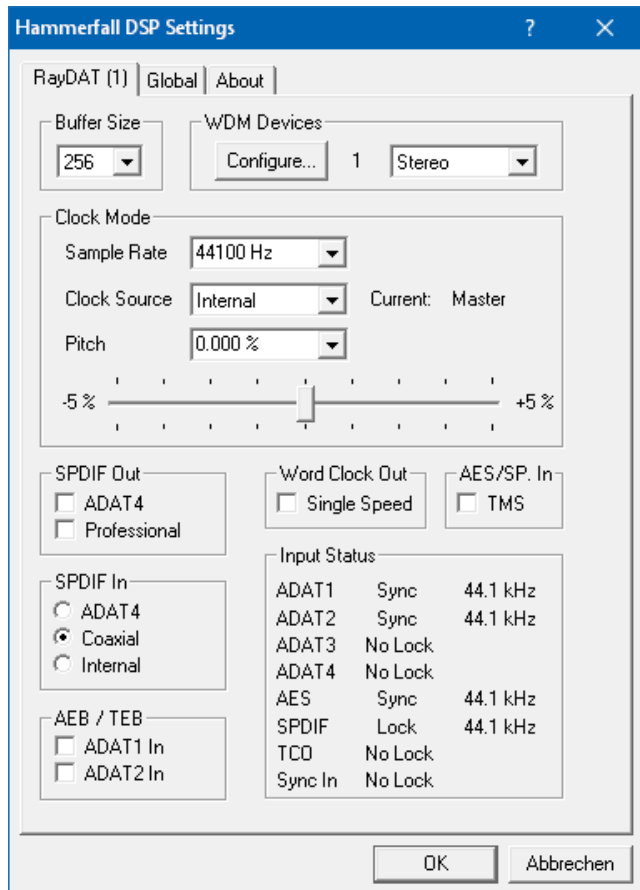 Hammerfall DSP Settings ? ×
RayDAT (1) Global About
Buffer Size
256
WDM Devices
Configure... 1 Stereo
Clock Mode
Sample Rate 44100 Hz
Clock Source Internal Current: Master
Pitch 0.000 %
-5 % +5 %
SPDIF Out
ADAT4
Professional
Word Clock Out
Single Speed
AES/SP. In
TMS
SPDIF In
ADAT4
Coaxial
Internal
Input Status
ADAT1 Sync 44.1 kHz
ADAT2 Sync 44.1 kHz
ADAT3 No Lock
ADAT4 No Lock
AES Sync 44.1 kHz
SPDIF Lock 44.1 kHz
TCO No Lock
Sync In No Lock
AEB / TEB
ADAT1 In
ADAT2 In
OK Abbrechen